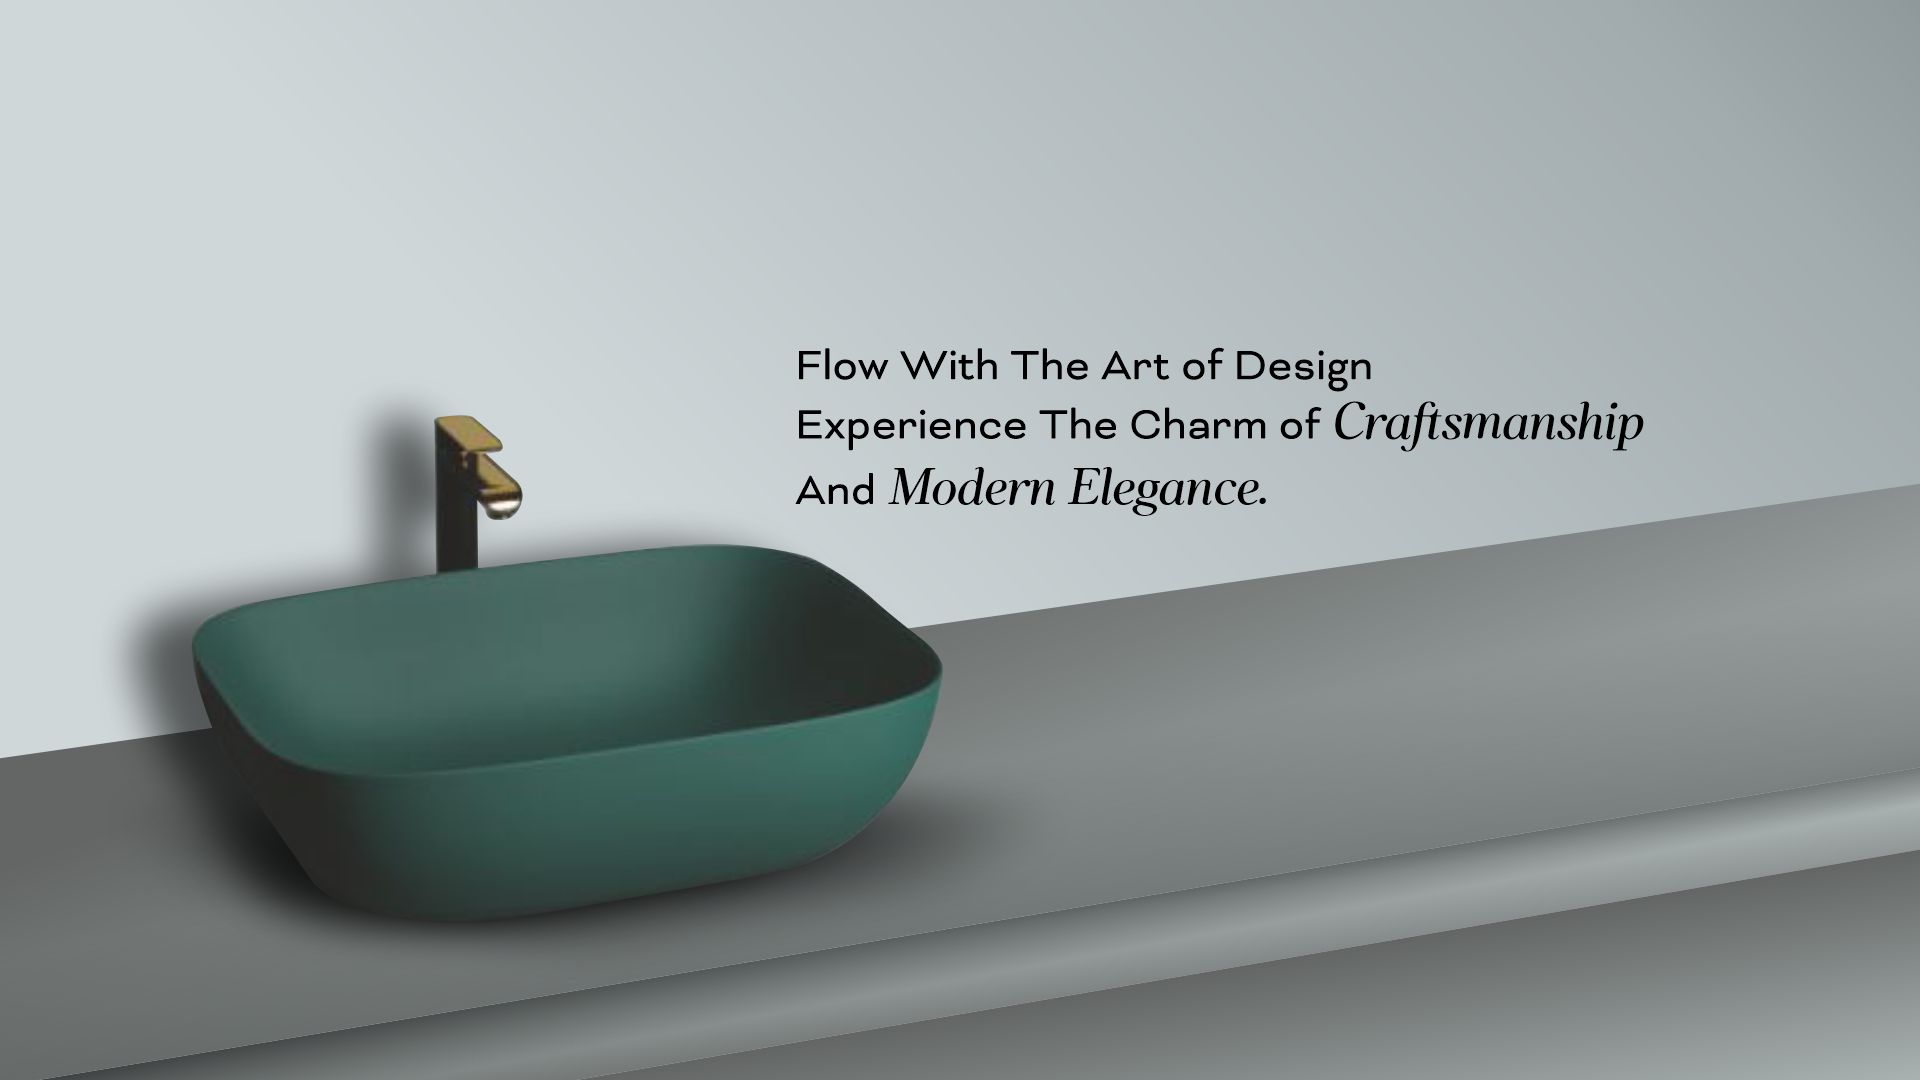 Flow With The Art of Design
Experience The Charm of Craftsmanship
And Modern Elegance.